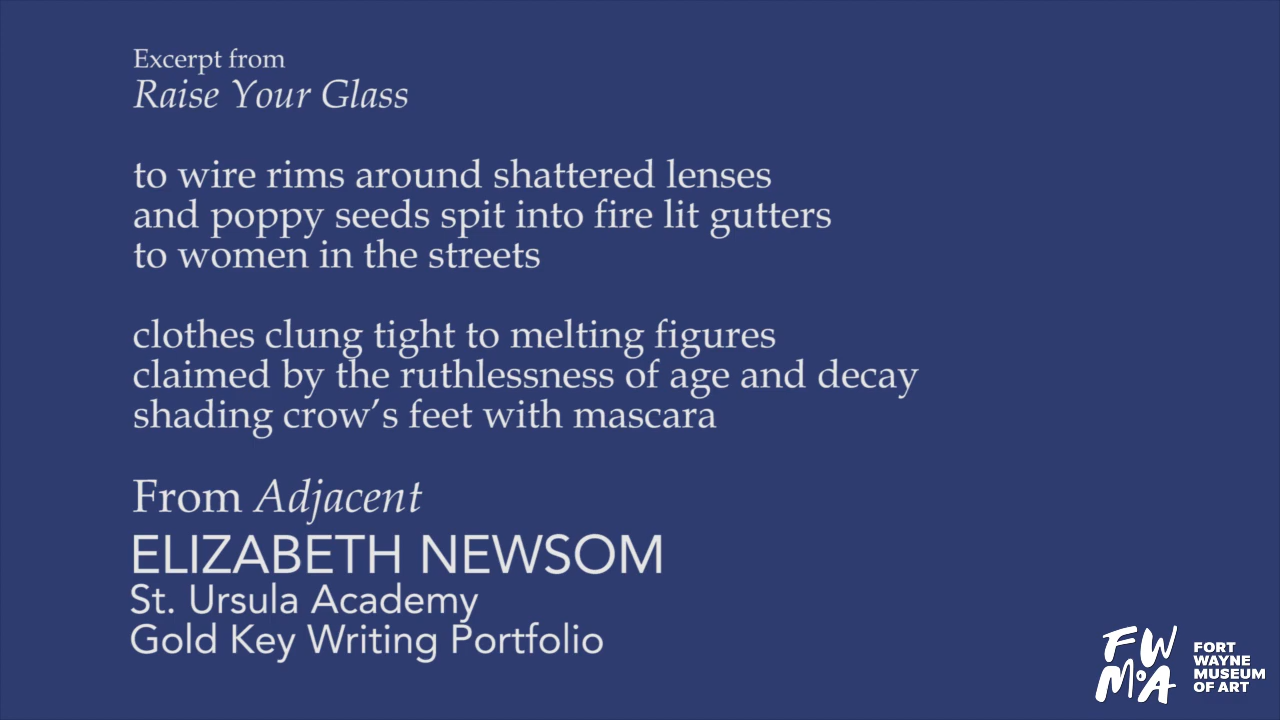 Excerpt from
Raise Your Glass
to wire rims around shattered lenses
and poppy seeds spit into fire lit gutters
to women in the streets
clothes clung tight to melting figures
claimed by the ruthlessness of age and decay
shading crow’s feet with mascara
From Adjacent
ELIZABETH NEWSOM
St. Ursula Academy
Gold Key Writing Portfolio
FW
MoA
FORT
WAYNE
MUSEUM
OF ART